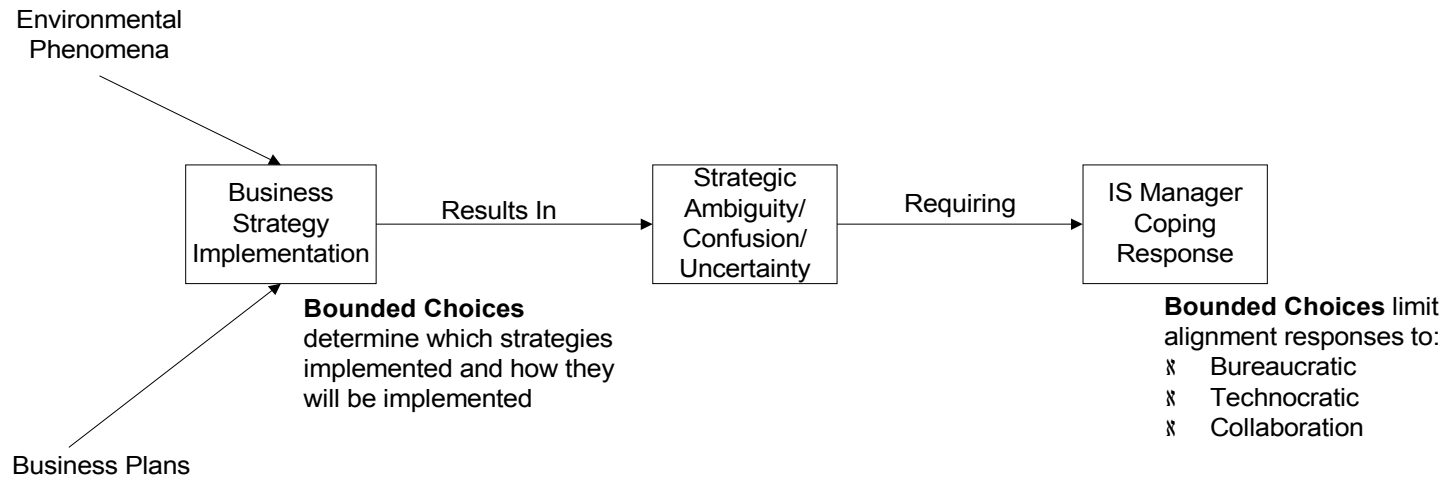 Environmental
Phenomena
Business
Strategy
Implementation
Results In
Strategic
Ambiguity/
Confusion/
Uncertainty
Requiring
IS Manager
Coping
Response
Bounded Choices
determine which strategies
implemented and how they
will be implemented
Bounded Choices limit
alignment responses to:
ℵ Bureaucratic
ℵ Technocratic
ℵ Collaboration
Business Plans